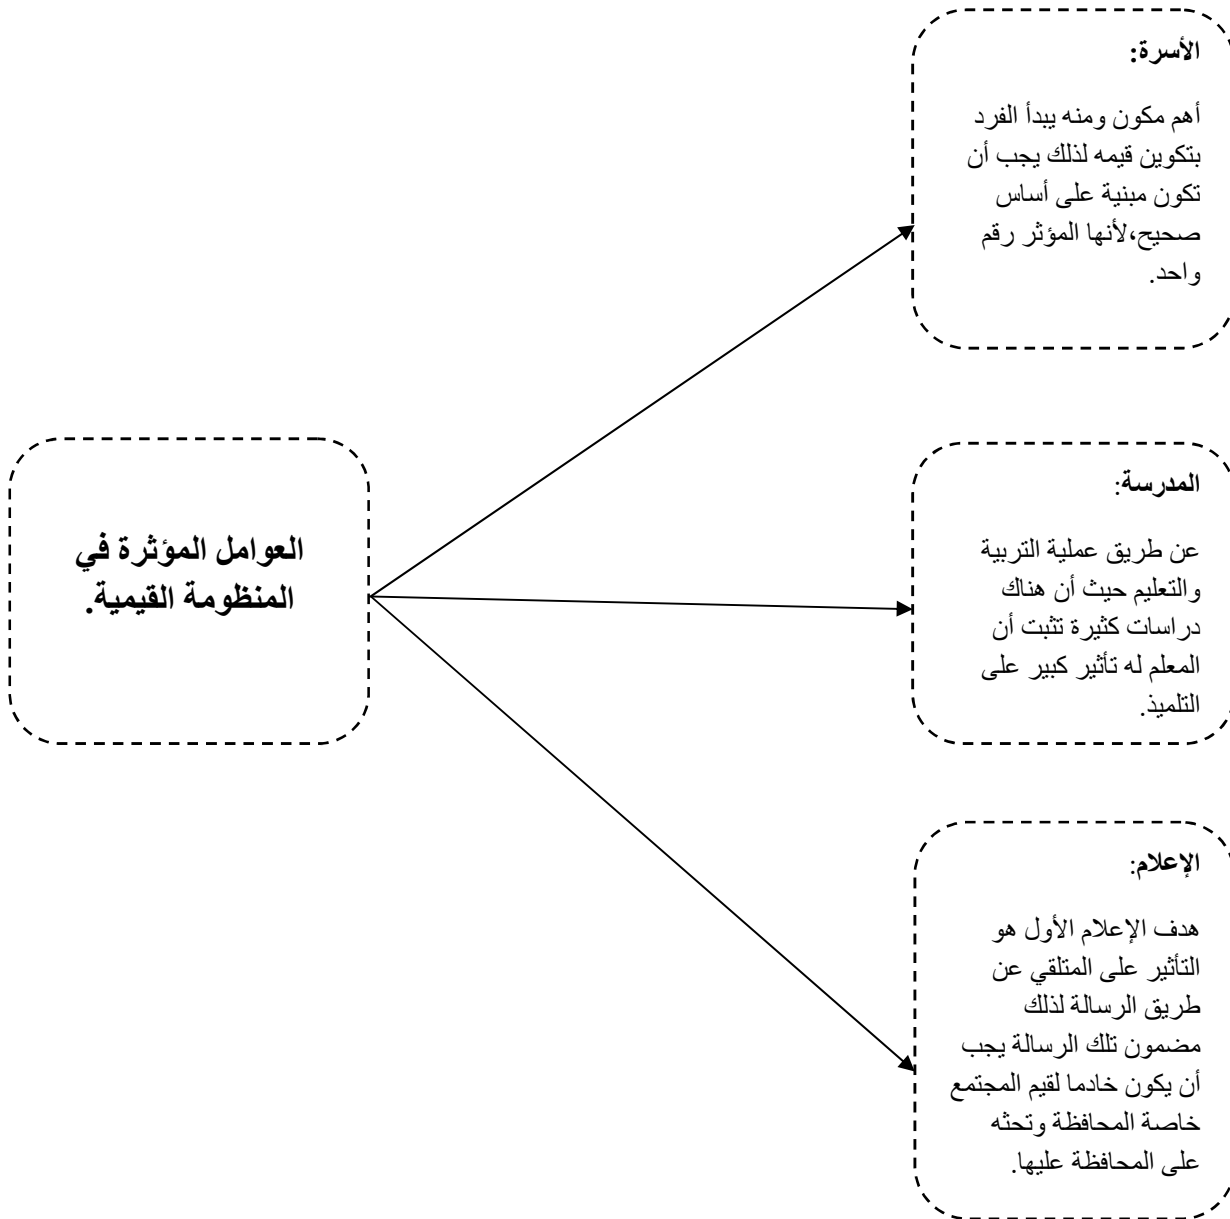 الأسرة:
أهم مكون ومنه يبدأ الفرد
بتكوين قيمه لذلك يجب أن
تكون مبنية على أساس
صحيح،لأنها المؤثر رقم
واحد.
العوامل المؤثرة في
المنظومة القيمية.
المدرسة:
عن طريق عملية التربية
والتعليم حيث أن هناك
دراسات كثيرة تثبت أن
المعلم له تأثير كبير على
التلميذ.
الإعلام:
هدف الإعلام الأول هو
التأثير على المتلقي عن
طريق الرسالة لذلك
مضمون تلك الرسالة يجب
أن يكون خادما لقيم المجتمع
خاصة المحافظة وتحثه
على المحافظة عليها.